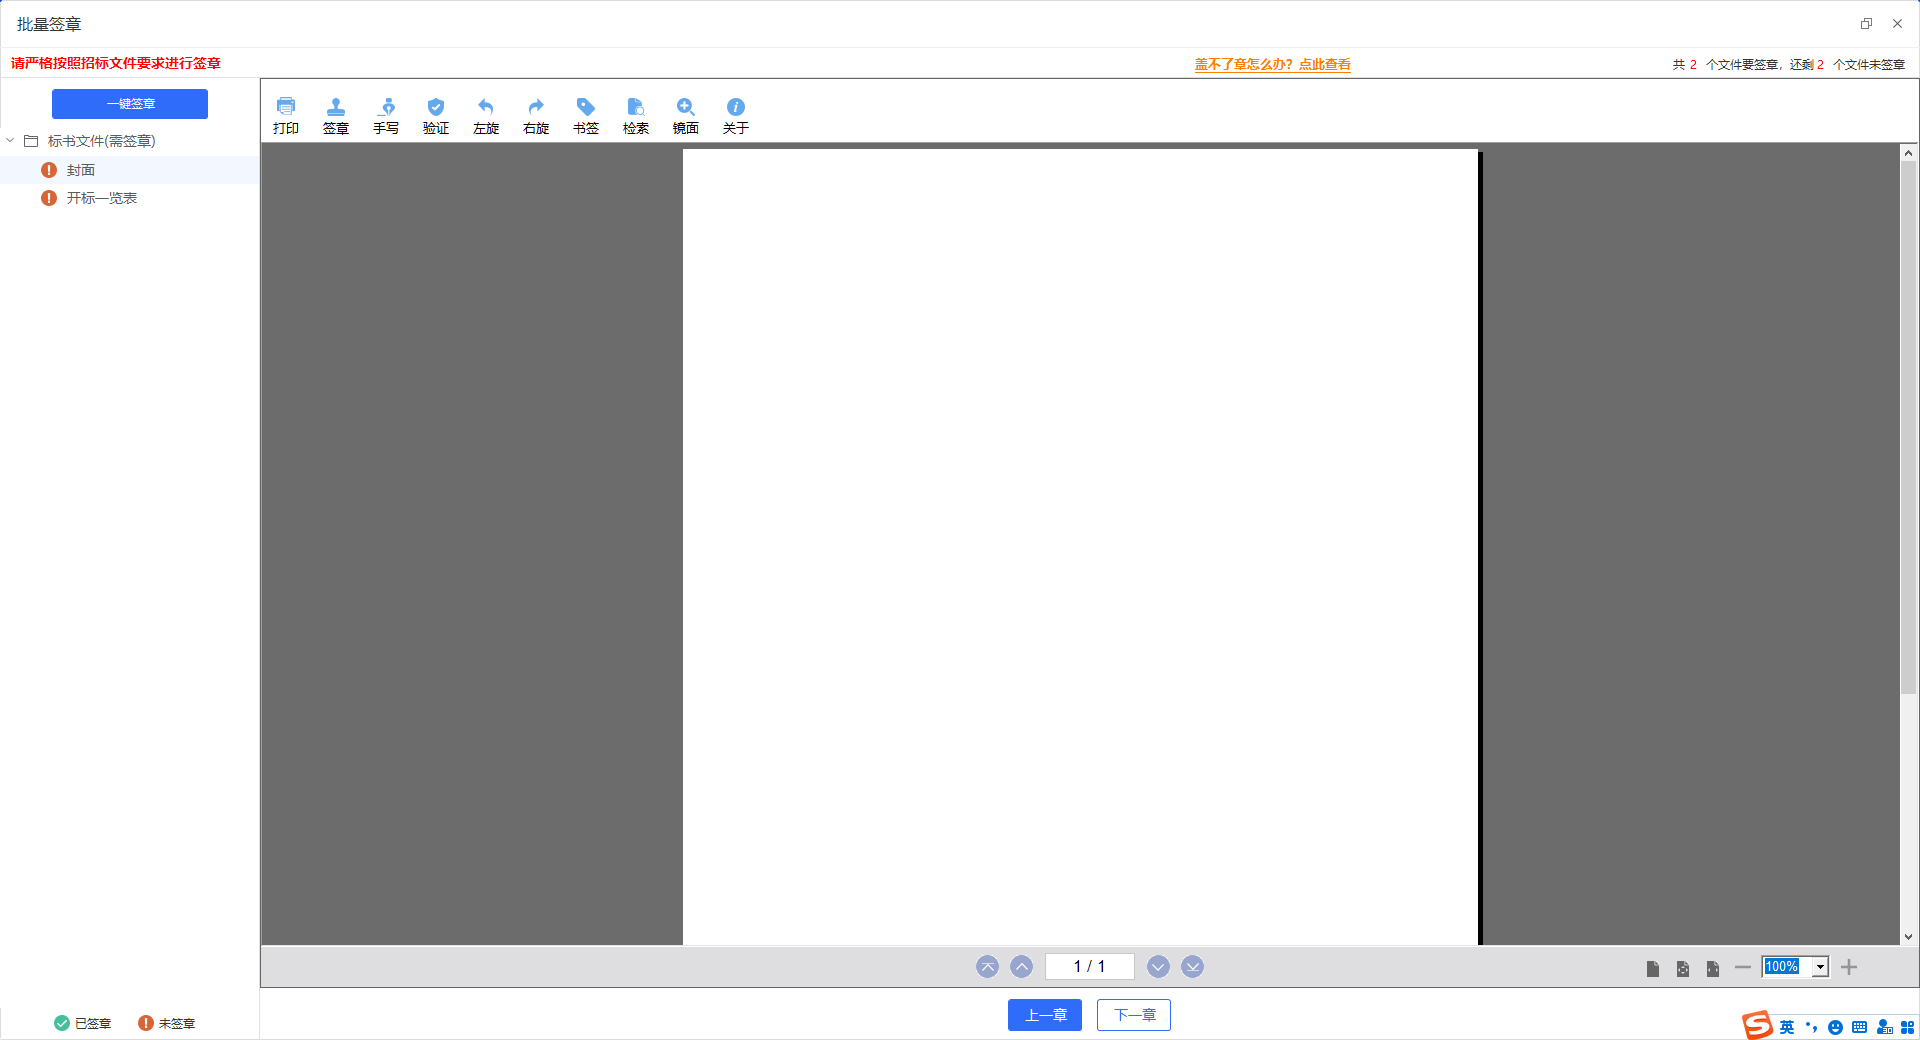 批量签章
请严格按照招标文件要求进行签章
盖不了章怎么办？点此查看
共 2 个文件要签章，还剩 2 个文件未签章
一键签章
打印 签章 手写 验证 左旋 右旋 书签 检索 镜面 关于
标书文件(需签章)
封面
开标一览表
1 / 1
100%
上一章 下一章
已签章 未签章
英